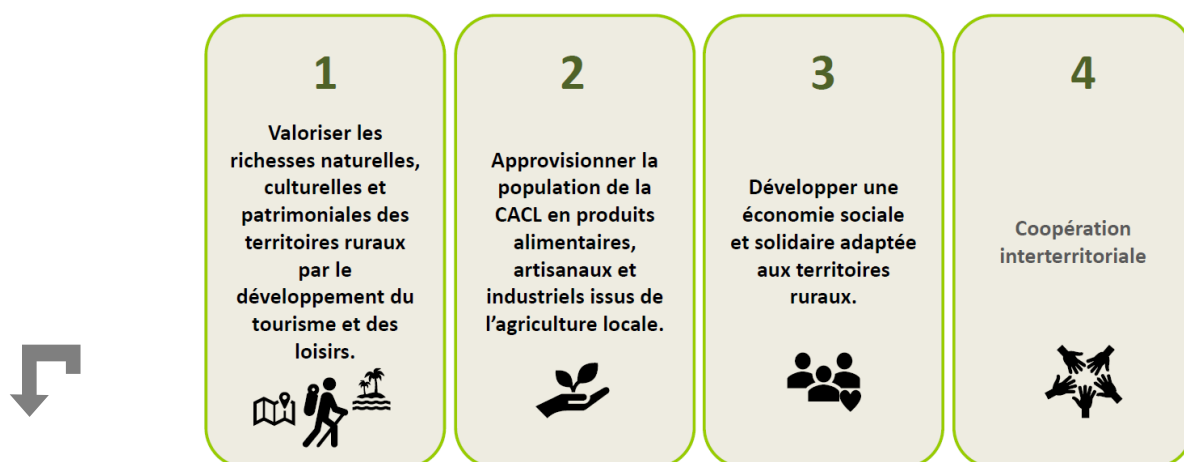 1
Valoriser les
richesses naturelles,
culturelles et
patrimoniales des
territoires ruraux
par le
développement du
tourisme et des
loisirs.
2
Approvisionner la
population de la
CACL en produits
alimentaires,
artisanaux et
industriels issus de
l’agriculture locale.
3
Développer une
économie sociale
et solidaire adaptée
aux territoires
ruraux.
4
Coopération
interterritoriale